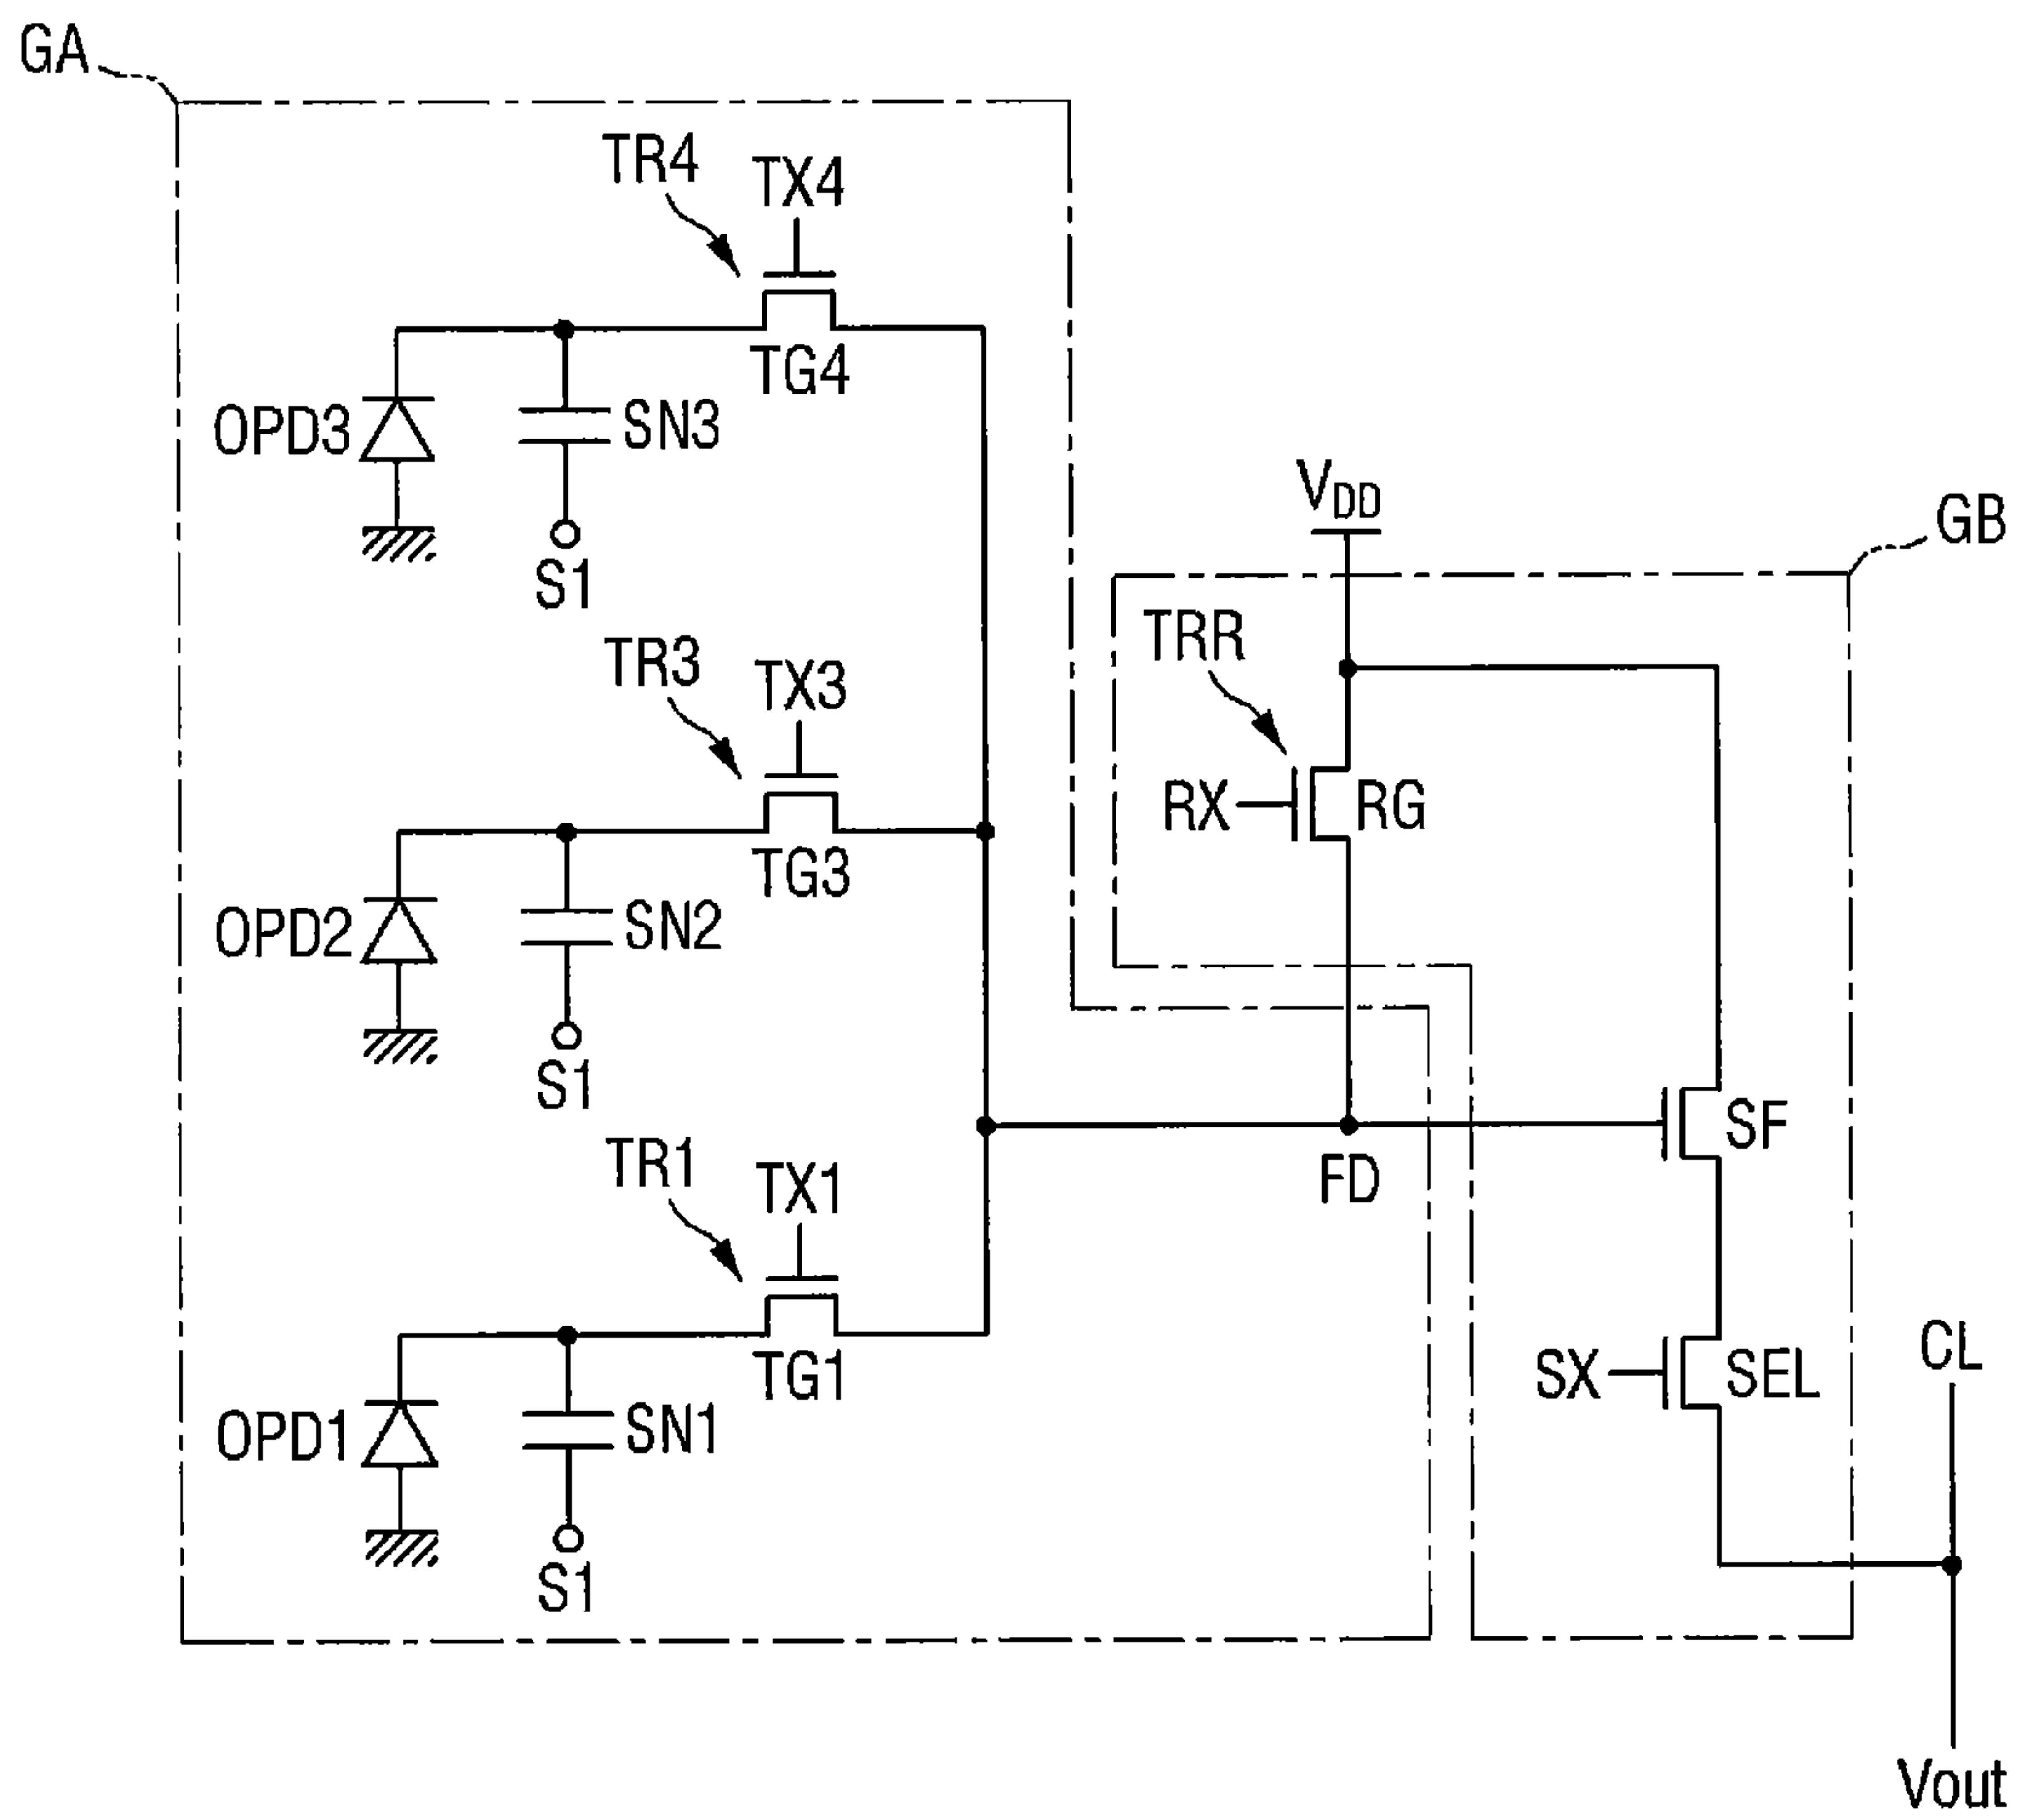 GA
TR4
TX4
TG4
OPD3
SN3
S1
VDD
GB
TRR
TR3
TX3
RX
RG
TG3
OPD2
SN2
S1
SF
TR1
TX1
FD
TG1
CL
SX
SEL
OPD1
SN1
S1
Vout